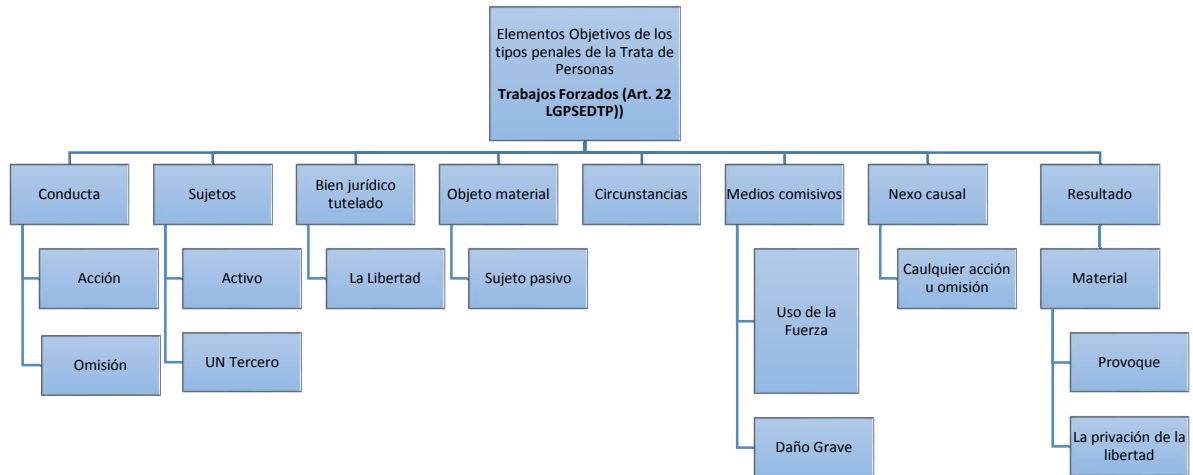 Elementos Objetivos de los
tipos penales de la Trata de
Personas
Trabajos Forzados (Art. 22
LGPSEDTP))
Conducta
Sujetos
Bien jurídico
tutelado
Objeto material
Circunstancias
Medios comisivos
Nexo causal
Resultado
Acción
Activo
La Libertad
Sujeto pasivo
Uso de la
Fuerza
Caulquier acción
u omisión
Material
Omisión
UN Tercero
Provoque
Daño Grave
La privación de la
libertad